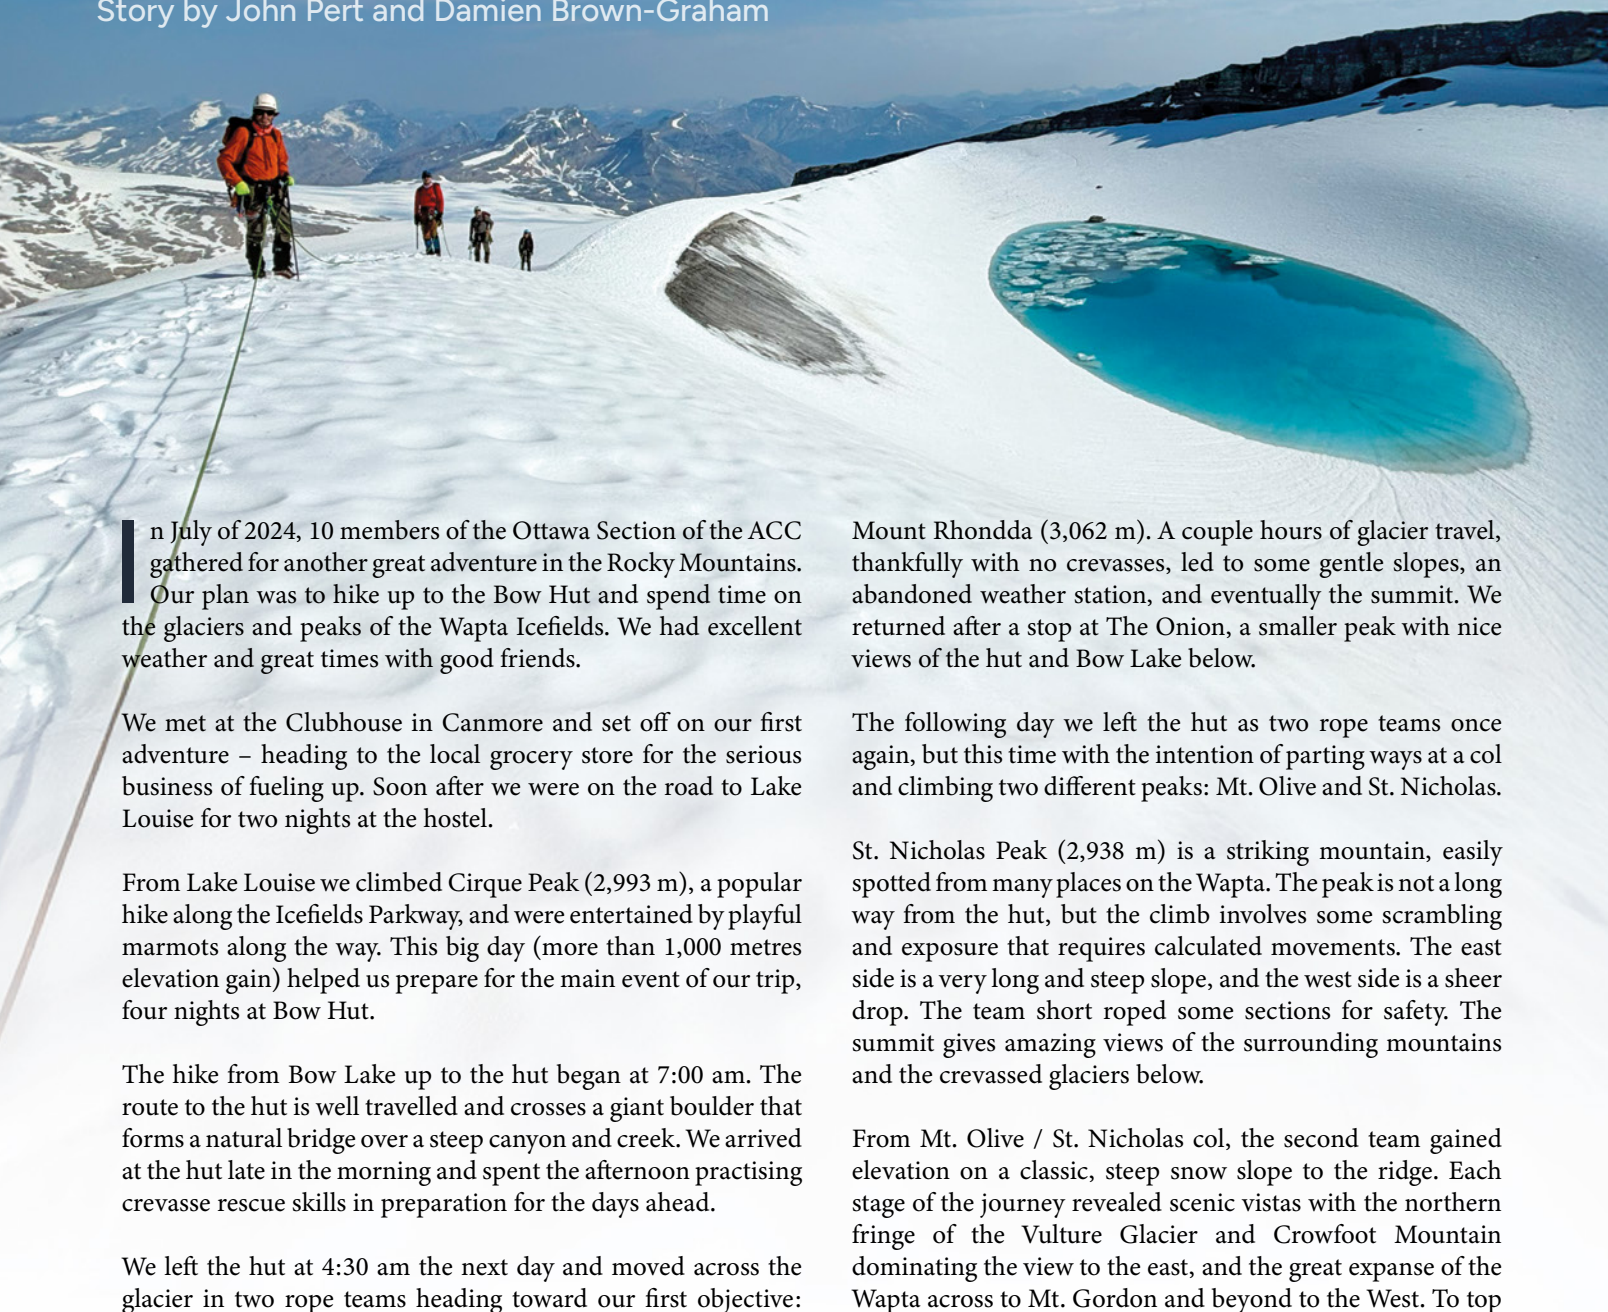 Story by John Pert and Damien Brown-Graham
In July of 2024, 10 members of the Ottawa Section of the ACC
gathered for another great adventure in the Rocky Mountains.
Our plan was to hike up to the Bow Hut and spend time on
the glaciers and peaks of the Wapta Icefields. We had excellent
weather and great times with good friends.
We met at the Clubhouse in Canmore and set off on our first
adventure – heading to the local grocery store for the serious
business of fueling up. Soon after we were on the road to Lake
Louise for two nights at the hostel.
From Lake Louise we climbed Cirque Peak (2,993 m), a popular
hike along the Icefields Parkway, and were entertained by playful
marmots along the way. This big day (more than 1,000 metres
elevation gain) helped us prepare for the main event of our trip,
four nights at Bow Hut.
The hike from Bow Lake up to the hut began at 7:00 am. The
route to the hut is well travelled and crosses a giant boulder that
forms a natural bridge over a steep canyon and creek. We arrived
at the hut late in the morning and spent the afternoon practising
crevasse rescue skills in preparation for the days ahead.
We left the hut at 4:30 am the next day and moved across the
glacier in two rope teams heading toward our first objective:
Mount Rhondda (3,062 m). A couple hours of glacier travel,
thankfully with no crevasses, led to some gentle slopes, an
abandoned weather station, and eventually the summit. We
returned after a stop at The Onion, a smaller peak with nice
views of the hut and Bow Lake below.
The following day we left the hut as two rope teams once
again, but this time with the intention of parting ways at a col
and climbing two different peaks: Mt. Olive and St. Nicholas.
St. Nicholas Peak (2,938 m) is a striking mountain, easily
spotted from many places on the Wapta. The peak is not a long
way from the hut, but the climb involves some scrambling
and exposure that requires calculated movements. The east
side is a very long and steep slope, and the west side is a sheer
drop. The team short roped some sections for safety. The
summit gives amazing views of the surrounding mountains
and the crevassed glaciers below.
From Mt. Olive / St. Nicholas col, the second team gained
elevation on a classic, steep snow slope to the ridge. Each
stage of the journey revealed scenic vistas with the northern
fringe of the Vulture Glacier and Crowfoot Mountain
dominating the view to the east, and the great expanse of the
Wapta across to Mt. Gordon and beyond to the West. To top